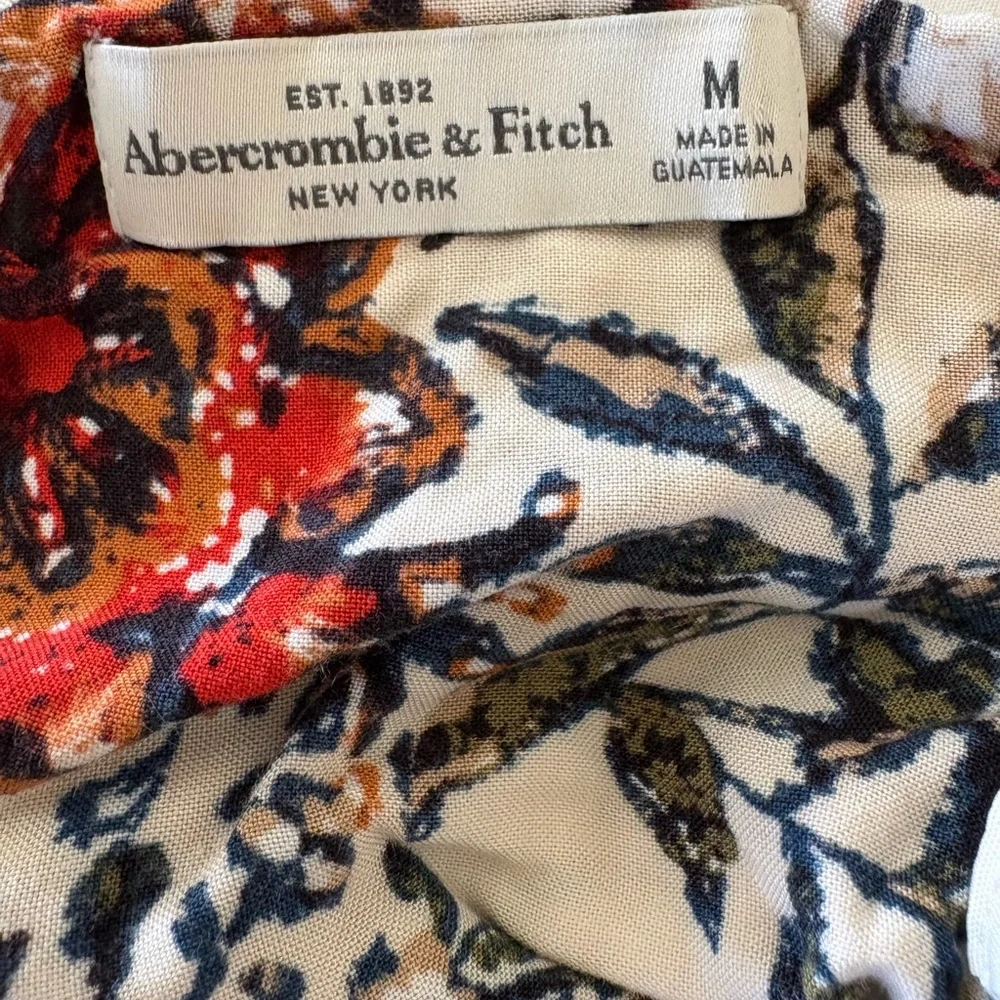 EST. 1892
Abercrombie & Fitch
NEW YORK
M
MADE IN
GUATEMALA